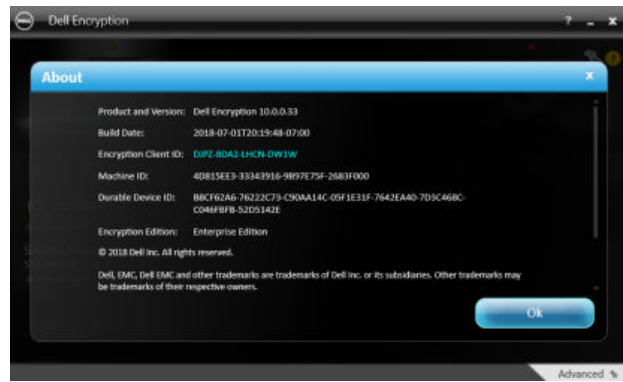 DELL
Dell Encryption
? _ x
About
x
Product and Version: Dell Encryption 10.0.0.33
Build Date: 2018-07-01T20:19:48-07:00
Encryption Client ID: DJPZ-8DA2-LHCN-DW1W
Machine ID: 4D815EE3-33343916-9B97E75F-2683F000
Durable Device ID: B8CF62A6-76222C73-C90AA14C-05F1E31F-7642EA40-7D3C468C-
C046FBFB-52D5142E
Encryption Edition: Enterprise Edition
© 2018 Dell Inc. All rights reserved.
Dell, EMC, Dell EMC and other trademarks are trademarks of Dell Inc. or its subsidiaries. Other trademarks may
be trademarks of their respective owners.
Ok
Advanced